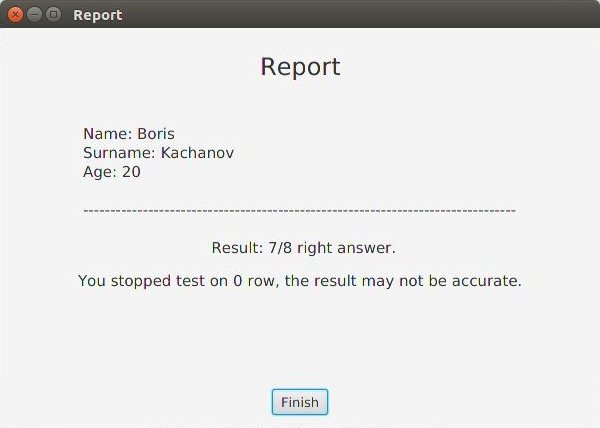 Report
Report
Name: Boris
Surname: Kachanov
Age: 20
--------------------------------------------------------------------------------
Result: 7/8 right answer.
You stopped test on 0 row, the result may not be accurate.
Finish